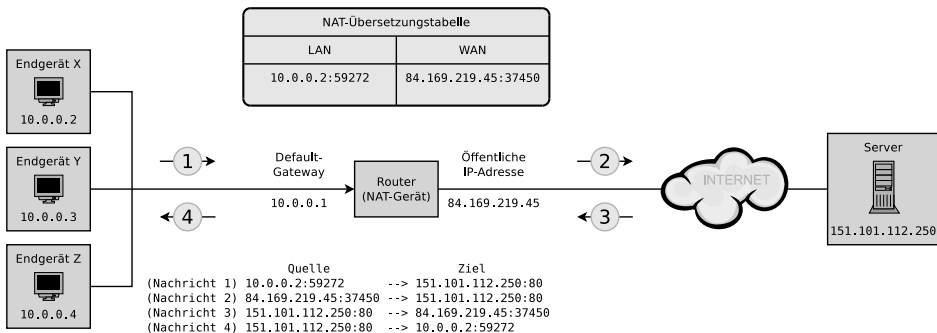 NAT-Übersetzungstabelle
LAN WAN
10.0.0.2:59272 84.169.219.45:37450
Endgerät X
10.0.0.2
Endgerät Y
10.0.0.3
Endgerät Z
10.0.0.4
1
4
Default-
Gateway
10.0.0.1
Router
(NAT-Gerät)
Öffentliche
IP-Adresse
84.169.219.45
2
3
INTERNET
Server
151.101.112.250
Quelle Ziel
(Nachricht 1) 10.0.0.2:59272 --> 151.101.112.250:80
(Nachricht 2) 84.169.219.45:37450 --> 151.101.112.250:80
(Nachricht 3) 151.101.112.250:80 --> 84.169.219.45:37450
(Nachricht 4) 151.101.112.250:80 --> 10.0.0.2:59272